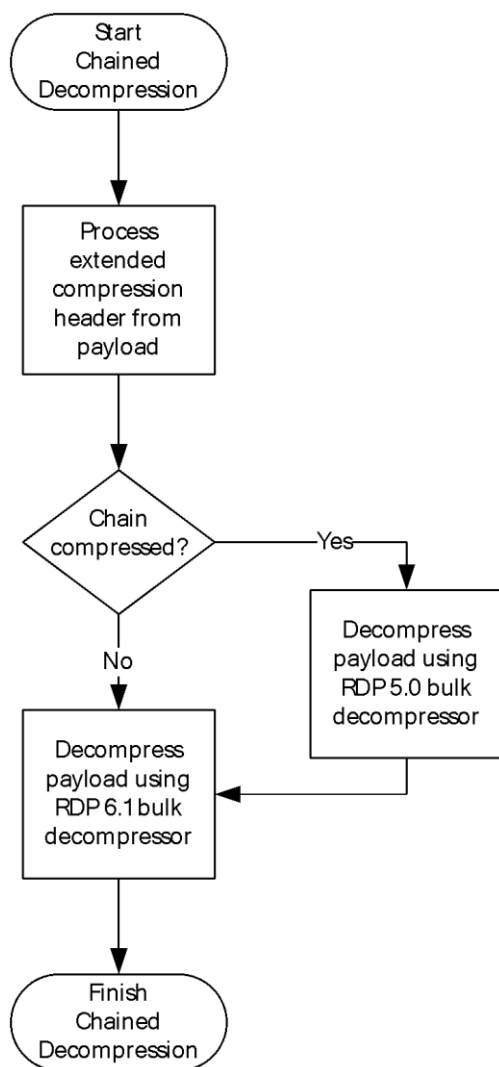 Start
Chained
Decompression
Process
extended
compression
header from
payload
Chain
compressed?
Yes
No
Decompress
payload using
RDP 5.0 bulk
decompressor
Decompress
payload using
RDP 6.1 bulk
decompressor
Finish
Chained
Decompression